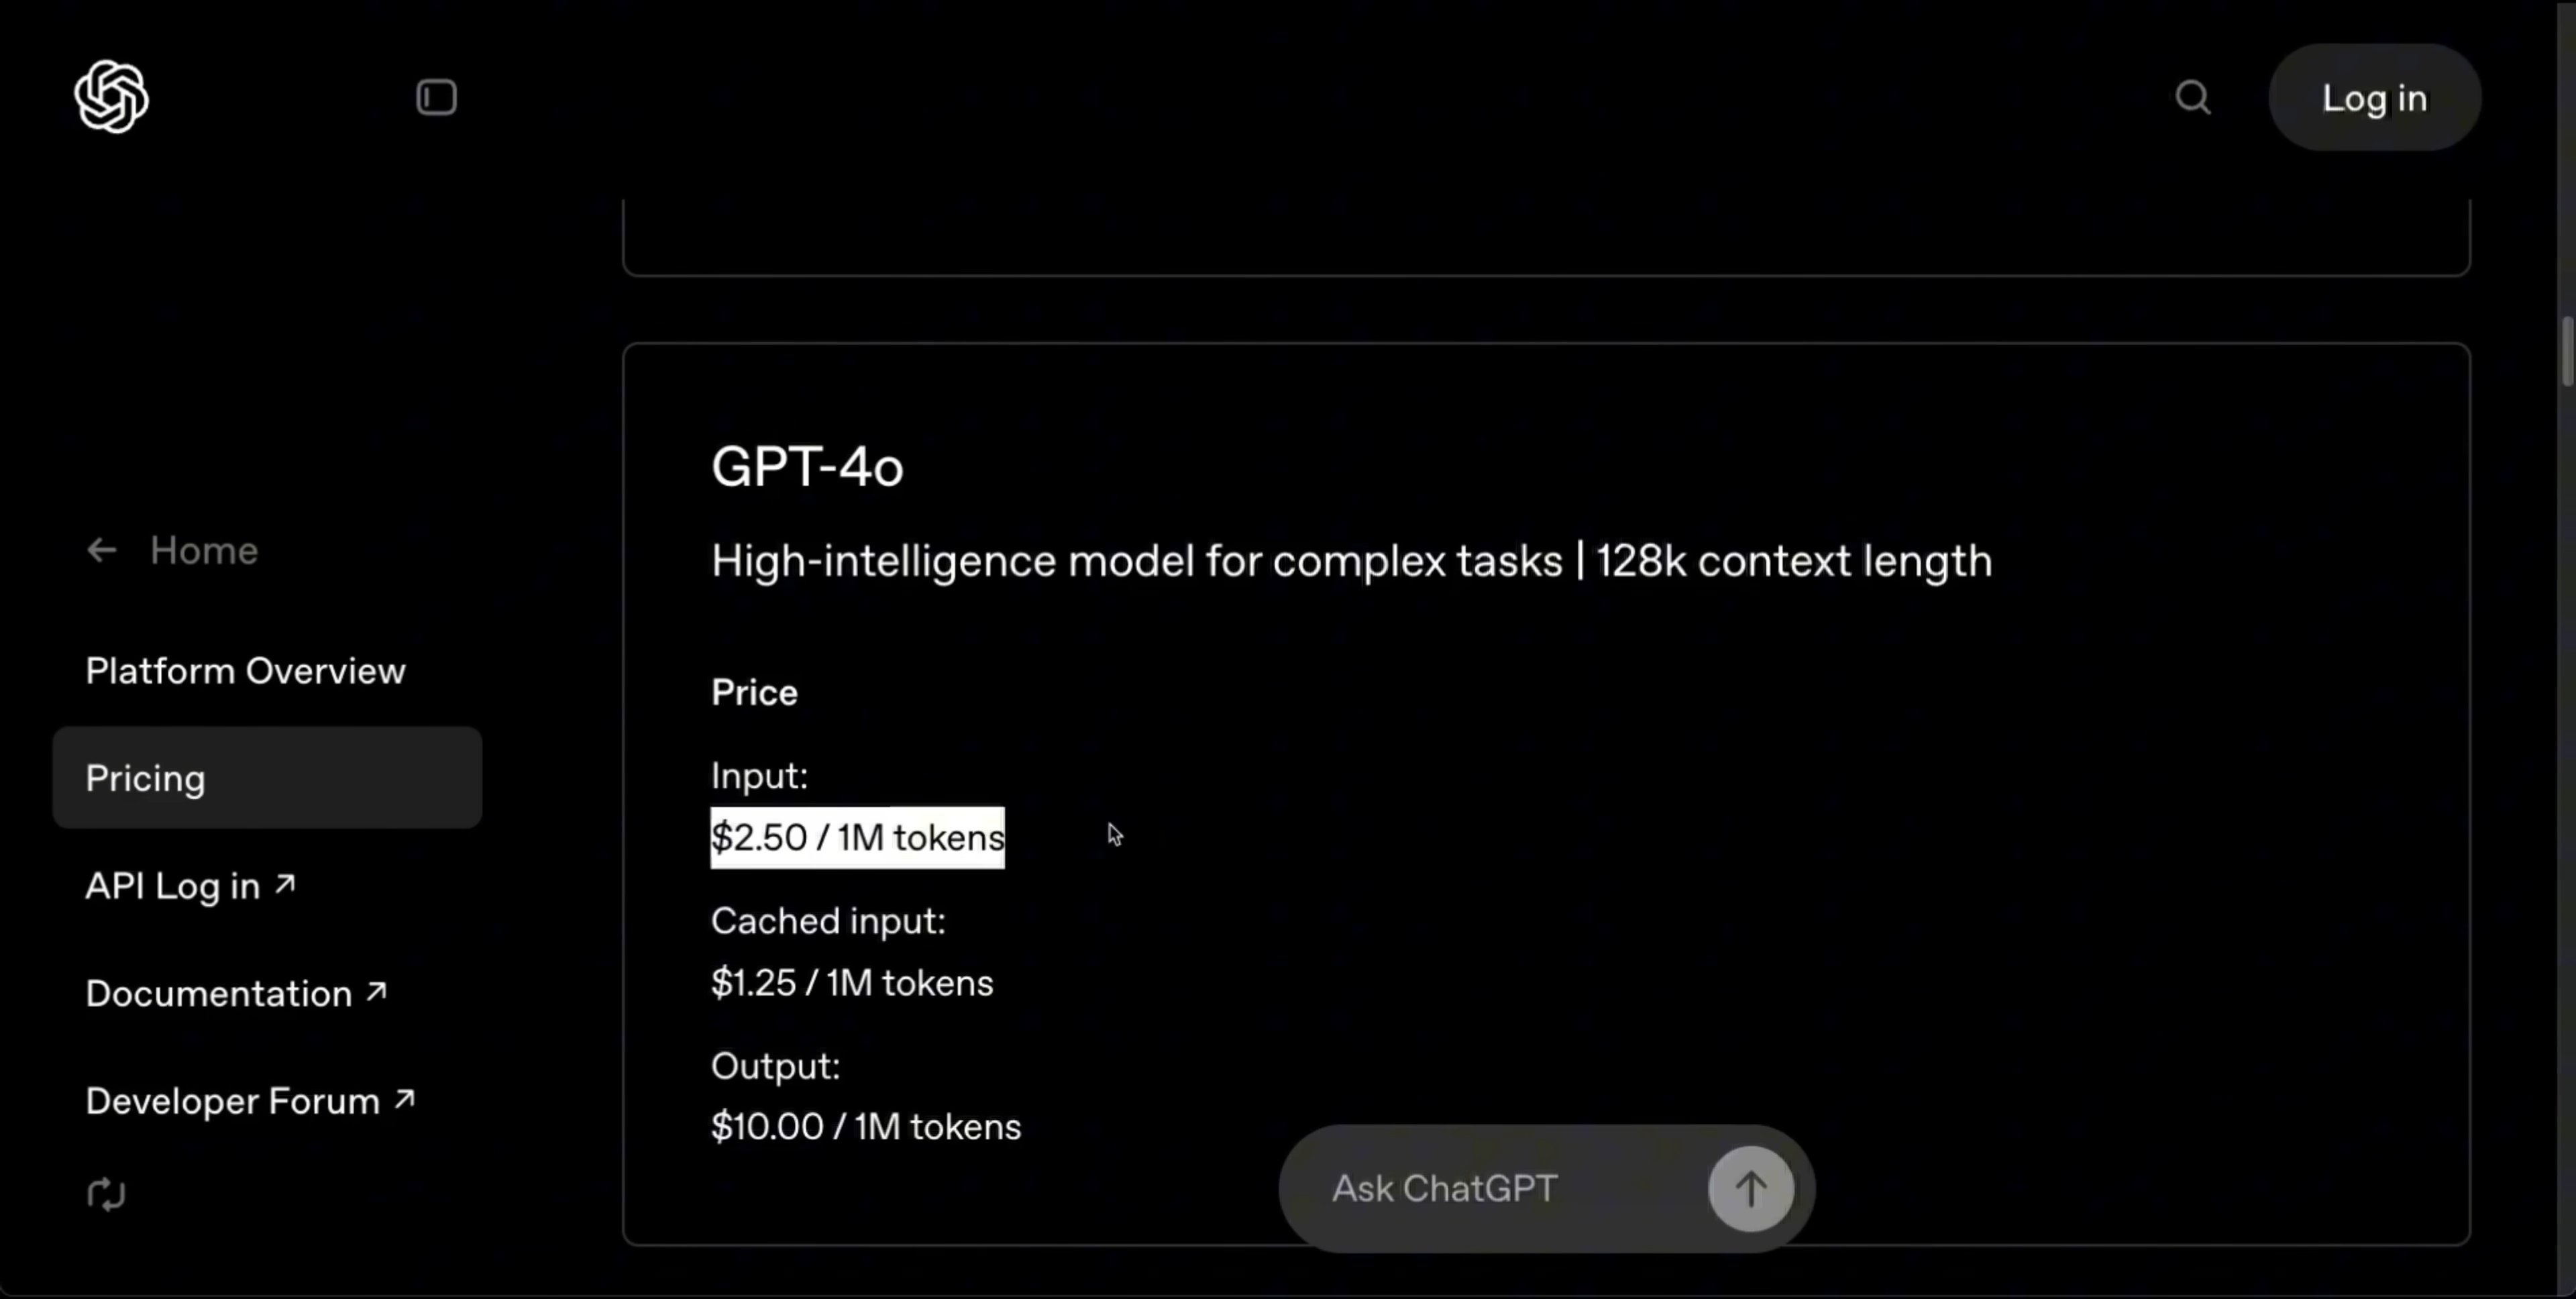 Log in
Home
Platform Overview
Pricing
API Log in ↗
Documentation ↗
Developer Forum ↗
GPT-4o
High-intelligence model for complex tasks | 128k context length
Price
Input:
$2.50 / 1M tokens
Cached input:
$1.25 / 1M tokens
Output:
$10.00 / 1M tokens
Ask ChatGPT